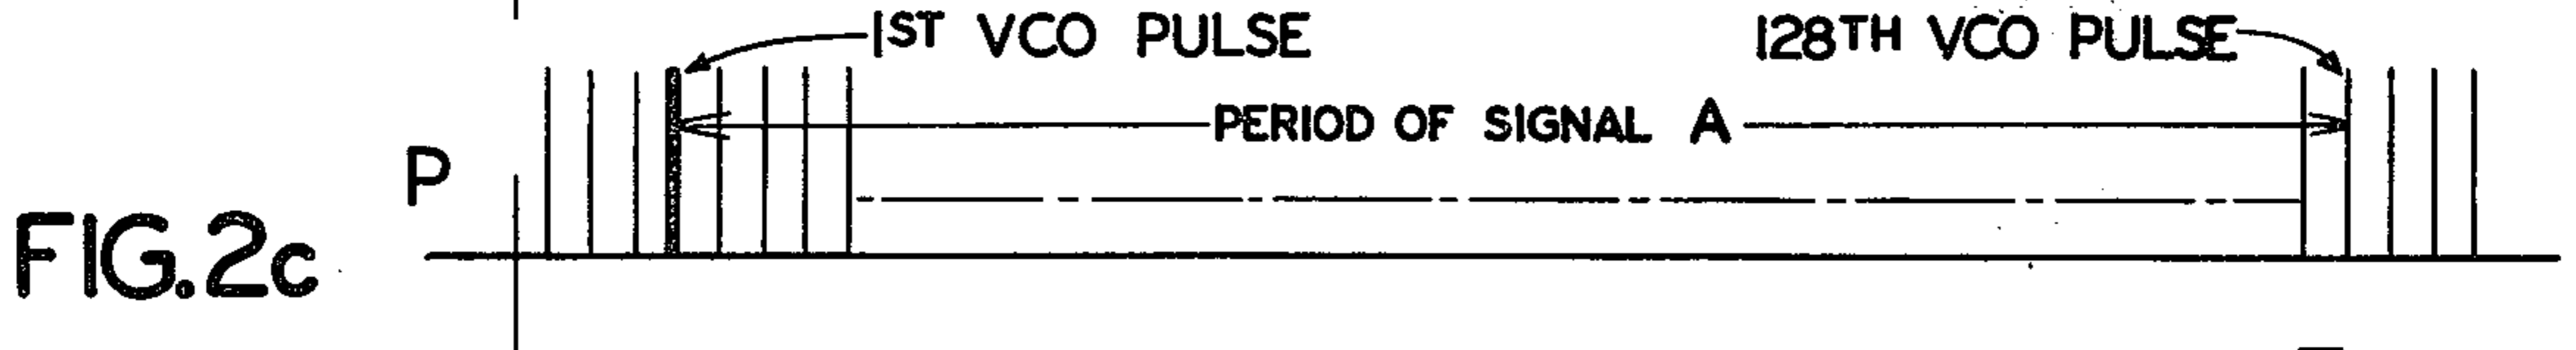 1ST VCO PULSE
128TH VCO PULSE
PERIOD OF SIGNAL A
P
FIG.2c